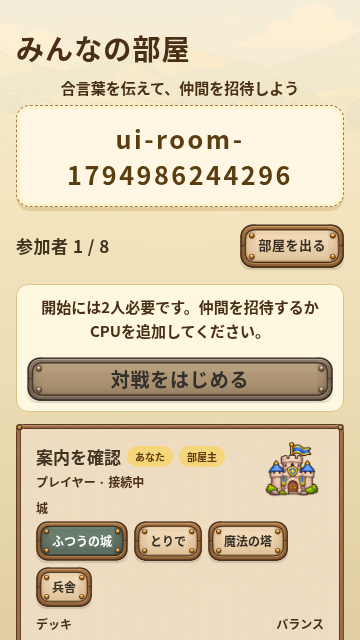 みんなの部屋
合言葉を伝えて、仲間を招待しよう
ui-room-
1794986244296
参加者 1 / 8
部屋を出る
開始には2人必要です。仲間を招待するか
CPUを追加してください。
対戦をはじめる
案内を確認 あなた 部屋主
プレイヤー · 接続中
城
ふつうの城 とりで 魔法の塔
兵舎
デッキ バランス